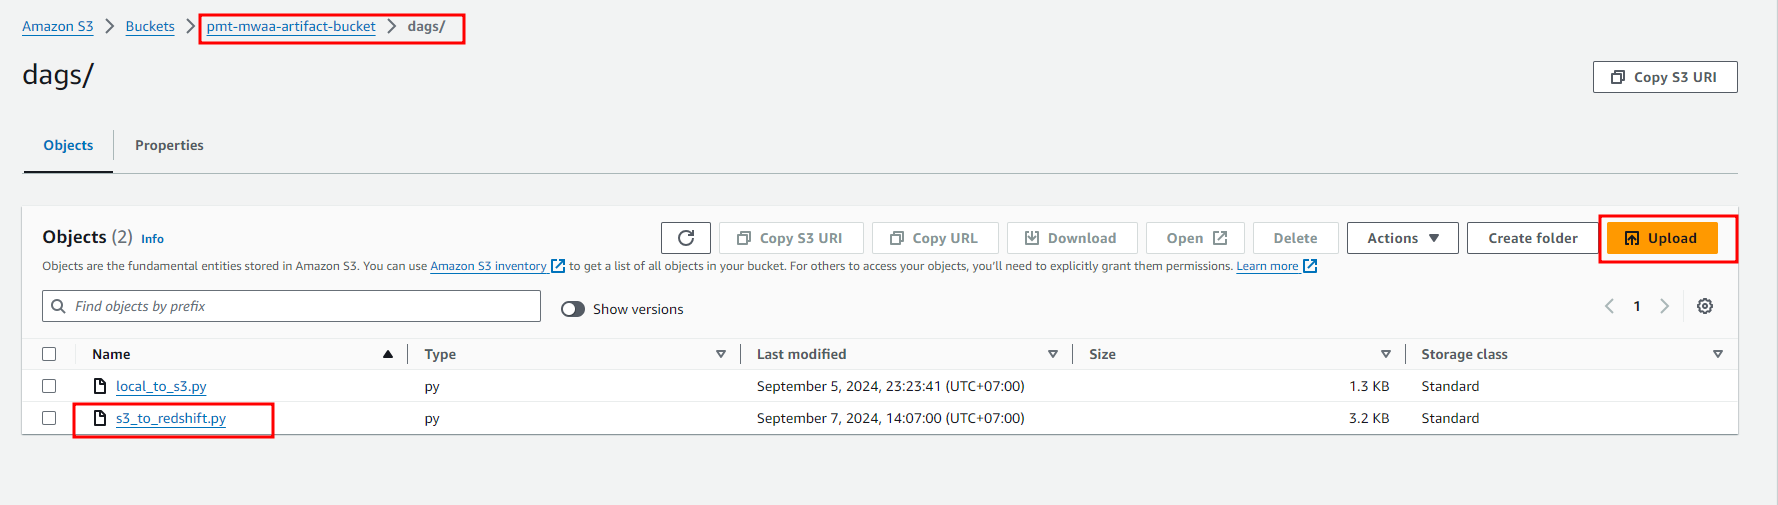 Amazon S3 > Buckets > pmt-mwaa-artifact-bucket > dags/
dags/
Copy S3 URI
Objects Properties
Objects (2) Info
Copy S3 URI Copy URL Download Open Delete Actions Create folder Upload
Objects are the fundamental entities stored in Amazon S3. You can use Amazon S3 inventory to get a list of all objects in your bucket. For others to access your objects, you'll need to explicitly grant them permissions. Learn more
Find objects by prefix Show versions < 1 >
Name Type Last modified Size Storage class
local_to_s3.py py September 5, 2024, 23:23:41 (UTC+07:00) 1.3 KB Standard
s3_to_redshift.py py September 7, 2024, 14:07:00 (UTC+07:00) 3.2 KB Standard